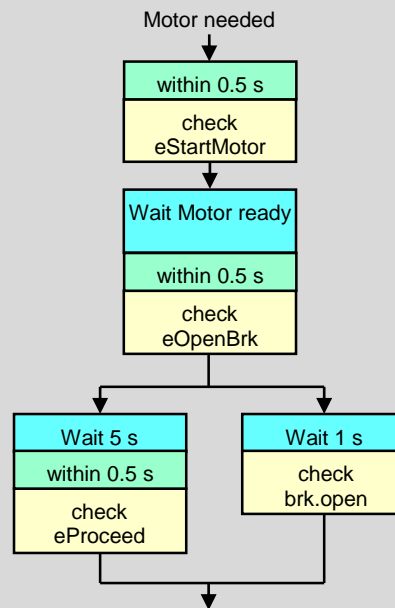 Motor needed
within 0.5 s
check
eStartMotor
Wait Motor ready
within 0.5 s
check
eOpenBrk
Wait 5 s
within 0.5 s
check
eProceed
Wait 1 s
check
brk.open